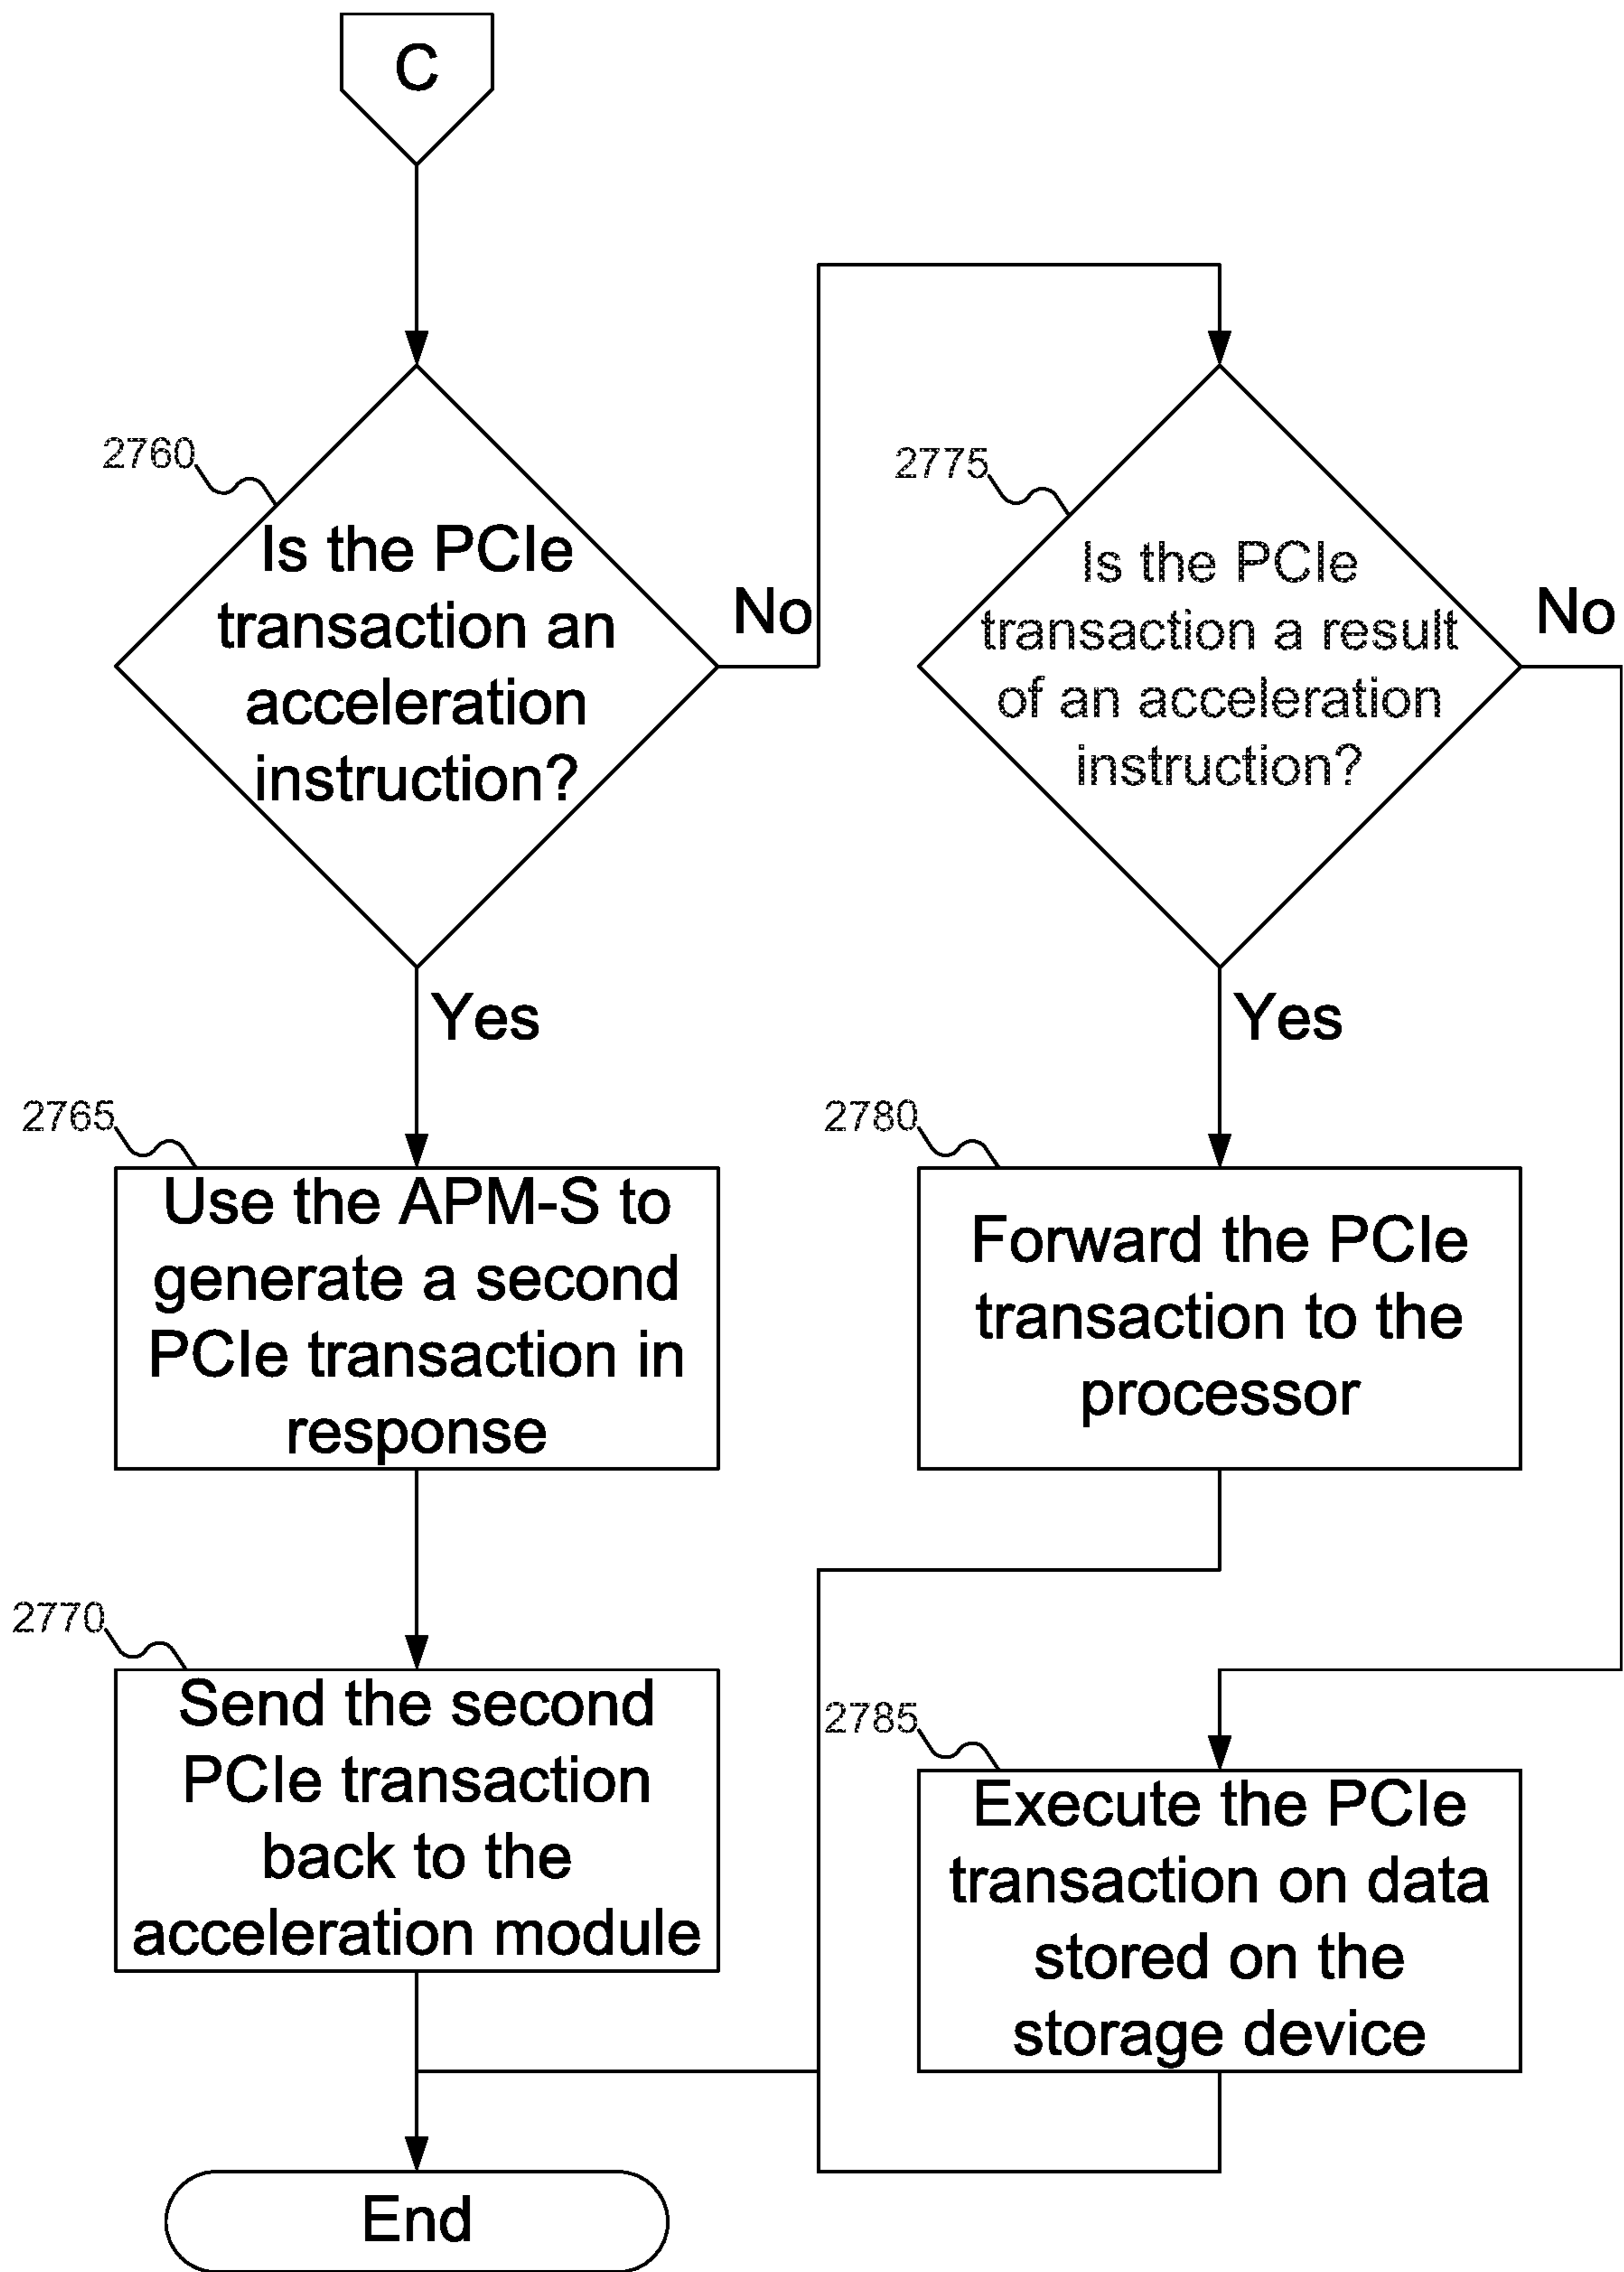 C
2760
Is the PCIe
transaction an
acceleration
instruction?
No
Yes
2765
Use the APM-S to
generate a second
PCIe transaction in
response
2770
Send the second
PCIe transaction
back to the
acceleration module
2775
Is the PCIe
transaction a result
of an acceleration
instruction?
No
Yes
2780
Forward the PCIe
transaction to the
processor
2785
Execute the PCIe
transaction on data
stored on the
storage device
End